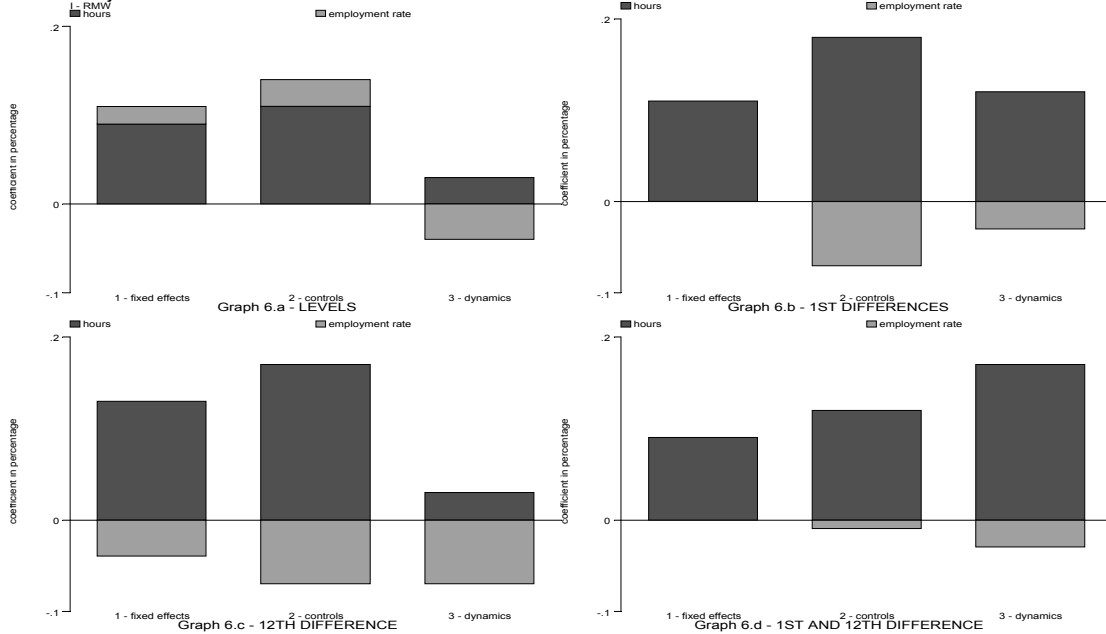 I - RMW
hours employment rate
.2
coefficient in percentage
0
-.1
1 - fixed effects 2 - controls 3 - dynamics
Graph 6.a - LEVELS
hours employment rate
.2
coefficient in percentage
0
-.1
1 - fixed effects 2 - controls 3 - dynamics
Graph 6.b - 1ST DIFFERENCES
hours employment rate
.2
coefficient in percentage
0
-.1
1 - fixed effects 2 - controls 3 - dynamics
Graph 6.c - 12TH DIFFERENCE
hours employment rate
.2
coefficient in percentage
0
-.1
1 - fixed effects 2 - controls 3 - dynamics
Graph 6.d - 1ST AND 12TH DIFFERENCE